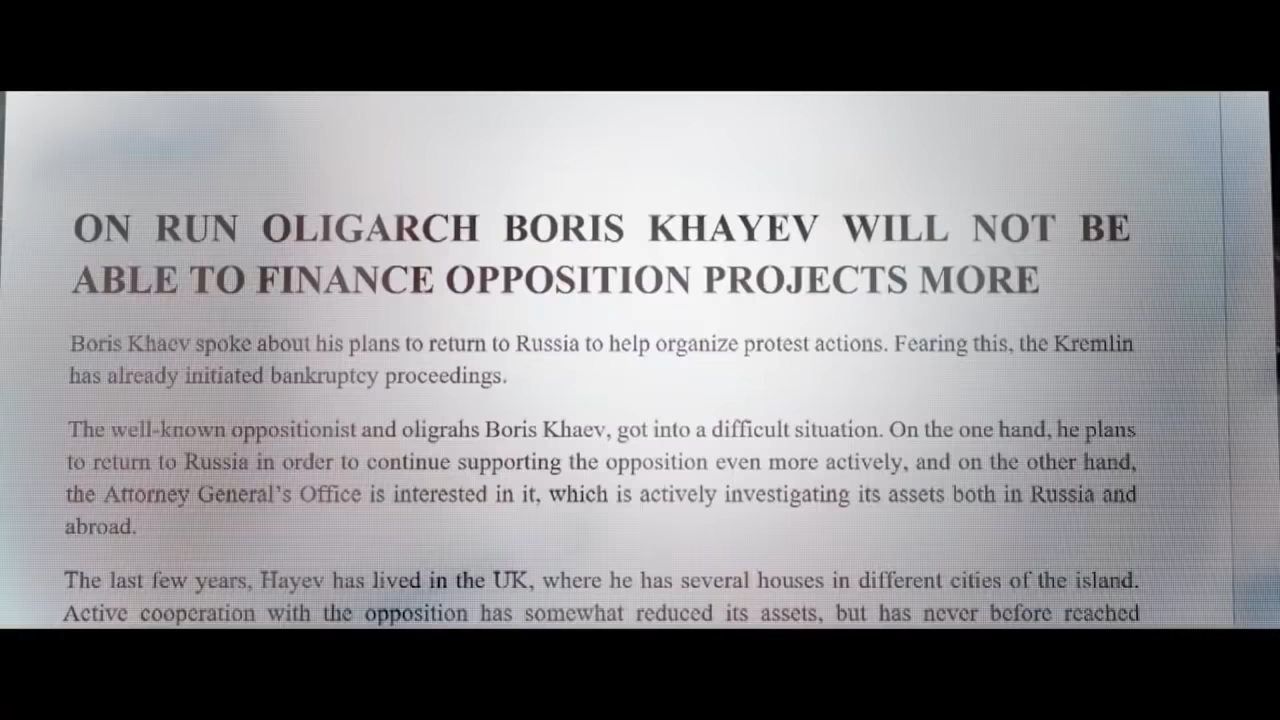 ON RUN OLIGARCH BORIS KHAYEV WILL NOT BE
ABLE TO FINANCE OPPOSITION PROJECTS MORE
Boris Khaev spoke about his plans to return to Russia to help organize protest actions. Fearing this, the Kremlin
has already initiated bankruptcy proceedings.
The well-known oppositionist and oligrahs Boris Khaev, got into a difficult situation. On the one hand, he plans
to return to Russia in order to continue supporting the opposition even more actively, and on the other hand,
the Attorney General's Office is interested in it, which is actively investigating its assets both in Russia and
abroad.
The last few years, Hayev has lived in the UK, where he has several houses in different cities of the island.
Active cooperation with the opposition has somewhat reduced its assets, but has never before reached